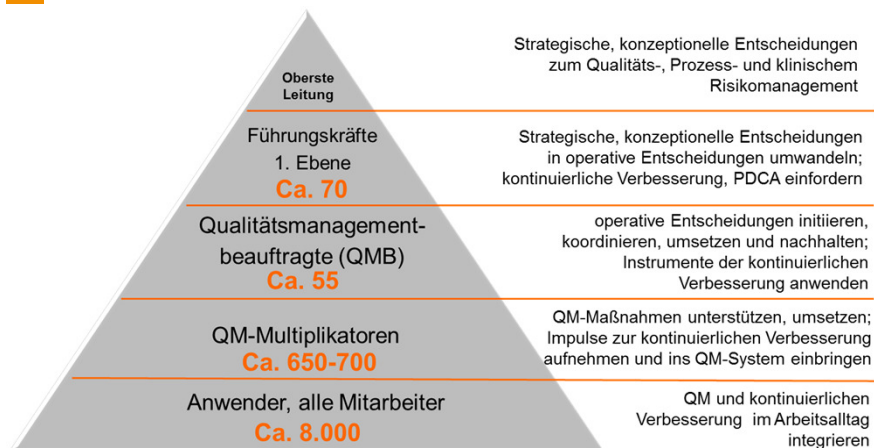 Oberste
Leitung
Strategische, konzeptionelle Entscheidungen
zum Qualitäts-, Prozess- und klinischem
Risikomanagement
Führungskräfte
1. Ebene
Ca. 70
Strategische, konzeptionelle Entscheidungen
in operative Entscheidungen umwandeln;
kontinuierliche Verbesserung, PDCA einfordern
Qualitätsmanagement-
beauftragte (QMB)
Ca. 55
operative Entscheidungen initiieren,
koordinieren, umsetzen und nachhalten;
Instrumente der kontinuierlichen
Verbesserung anwenden
QM-Multiplikatoren
Ca. 650-700
QM-Maßnahmen unterstützen, umsetzen;
Impulse zur kontinuierlichen Verbesserung
aufnehmen und ins QM-System einbringen
Anwender, alle Mitarbeiter
Ca. 8.000
QM und kontinuierlichen
Verbesserung im Arbeitsalltag
integrieren